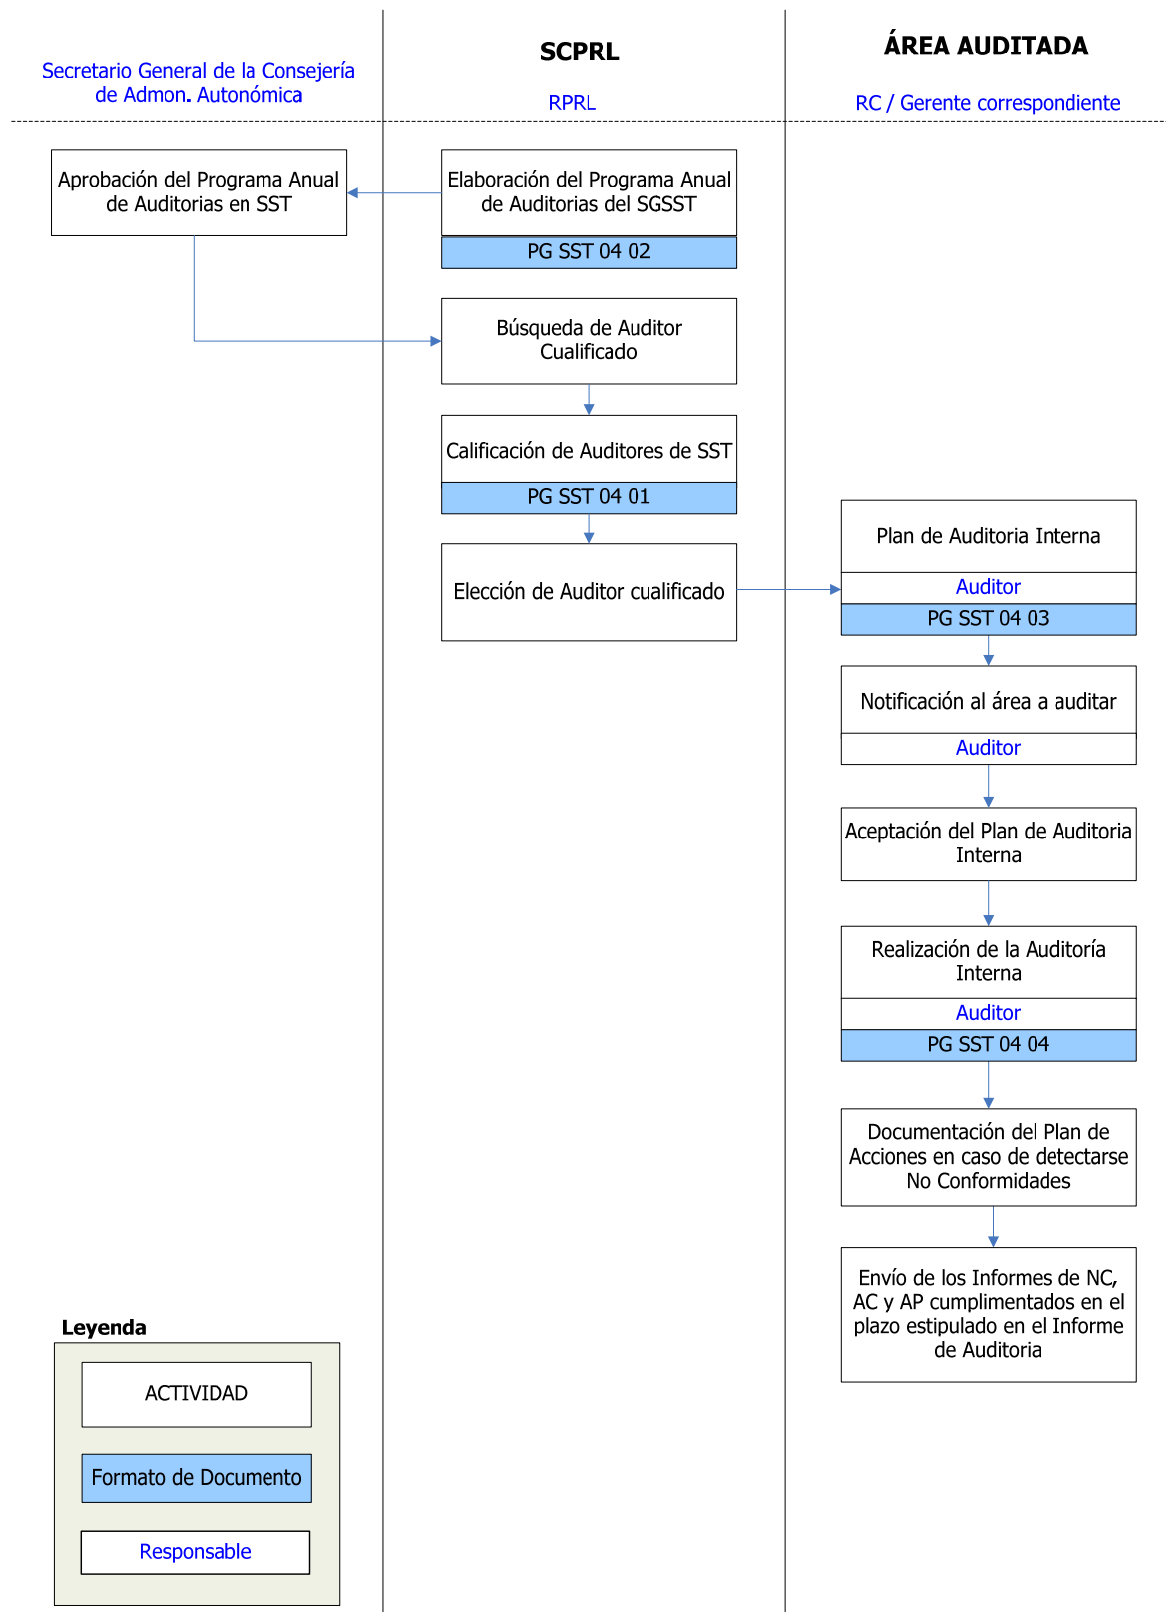 Secretario General de la Consejería
de Admon. Autonómica
SCPRL
RPRL
ÁREA AUDITADA
RC / Gerente correspondiente
Aprobación del Programa Anual
de Auditorias en SST
Elaboración del Programa Anual
de Auditorias del SGSST
PG SST 04 02
Búsqueda de Auditor
Cualificado
Calificación de Auditores de SST
PG SST 04 01
Elección de Auditor cualificado
Plan de Auditoria Interna
Auditor
PG SST 04 03
Notificación al área a auditar
Auditor
Aceptación del Plan de Auditoria
Interna
Realización de la Auditoría
Interna
Auditor
PG SST 04 04
Documentación del Plan de
Acciones en caso de detectarse
No Conformidades
Envío de los Informes de NC,
AC y AP cumplimentados en el
plazo estipulado en el Informe
de Auditoria
Leyenda
ACTIVIDAD
Formato de Documento
Responsable